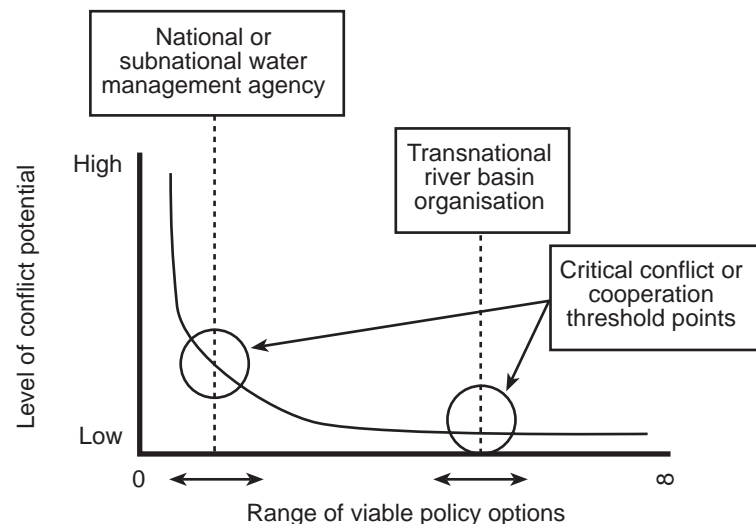 National or
subnational water
management agency
Transnational
river basin
organisation
Critical conflict or
cooperation
threshold points
Level of conflict potential
High
Low
0
∞
Range of viable policy options